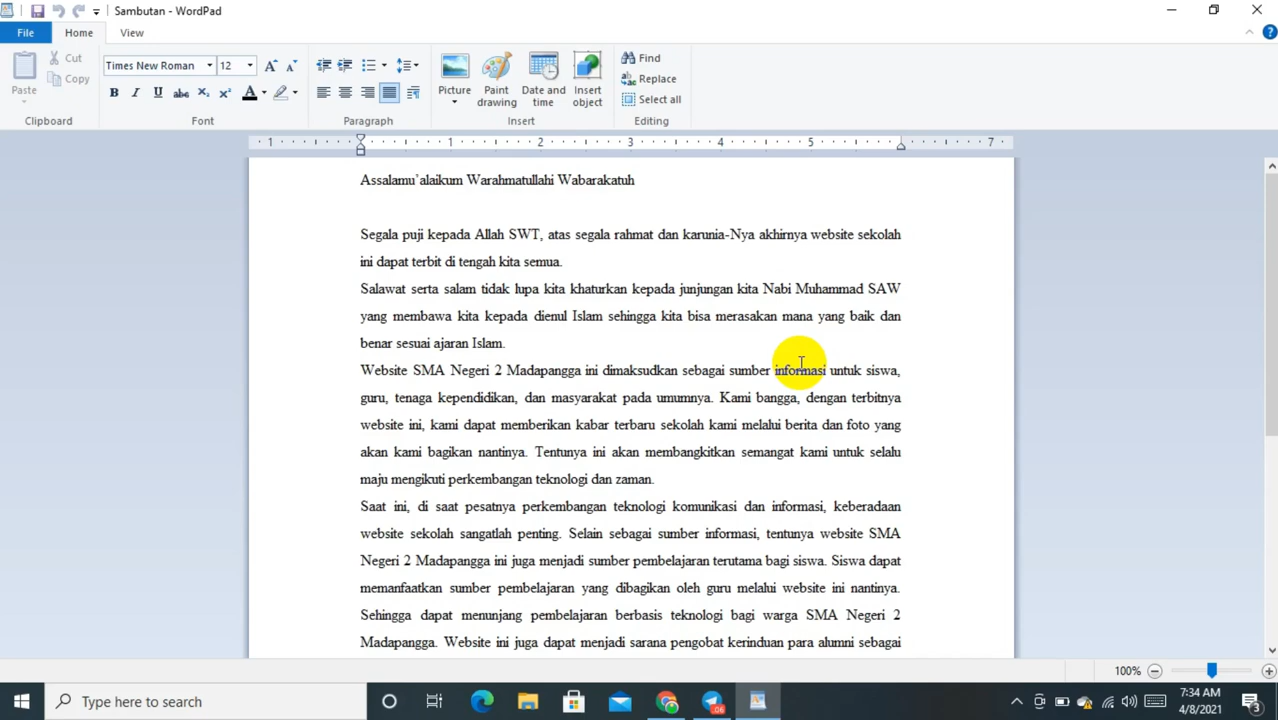 Sambutan - WordPad
File Home View
Cut
Copy
Paste
Clipboard
Times New Roman 12
B I U abc X₂ X² A
Font
Paragraph
Picture
Paint drawing
Date and time
Insert object
Insert
Find
Replace
Select all
Editing
1 1 2 3 4 5 7
Assalamu’alaikum Warahmatullahi Wabarakatuh
Segala puji kepada Allah SWT, atas segala rahmat dan karunia-Nya akhirnya website sekolah
ini dapat terbit di tengah kita semua.
Salawat serta salam tidak lupa kita khaturkan kepada junjungan kita Nabi Muhammad SAW
yang membawa kita kepada dienul Islam sehingga kita bisa merasakan mana yang baik dan
benar sesuai ajaran Islam.
Website SMA Negeri 2 Madapangga ini dimaksudkan sebagai sumber informasi untuk siswa,
guru, tenaga kependidikan, dan masyarakat pada umumnya. Kami bangga, dengan terbitnya
website ini, kami dapat memberikan kabar terbaru sekolah kami melalui berita dan foto yang
akan kami bagikan nantinya. Tentunya ini akan membangkitkan semangat kami untuk selalu
maju mengikuti perkembangan teknologi dan zaman.
Saat ini, di saat pesatnya perkembangan teknologi komunikasi dan informasi, keberadaan
website sekolah sangatlah penting. Selain sebagai sumber informasi, tentunya website SMA
Negeri 2 Madapangga ini juga menjadi sumber pembelajaran terutama bagi siswa. Siswa dapat
memanfaatkan sumber pembelajaran yang dibagikan oleh guru melalui website ini nantinya.
Sehingga dapat menunjang pembelajaran berbasis teknologi bagi warga SMA Negeri 2
Madapangga. Website ini juga dapat menjadi sarana pengobat kerinduan para alumni sebagai
100%
Type here to search
7:34 AM
4/8/2021
3